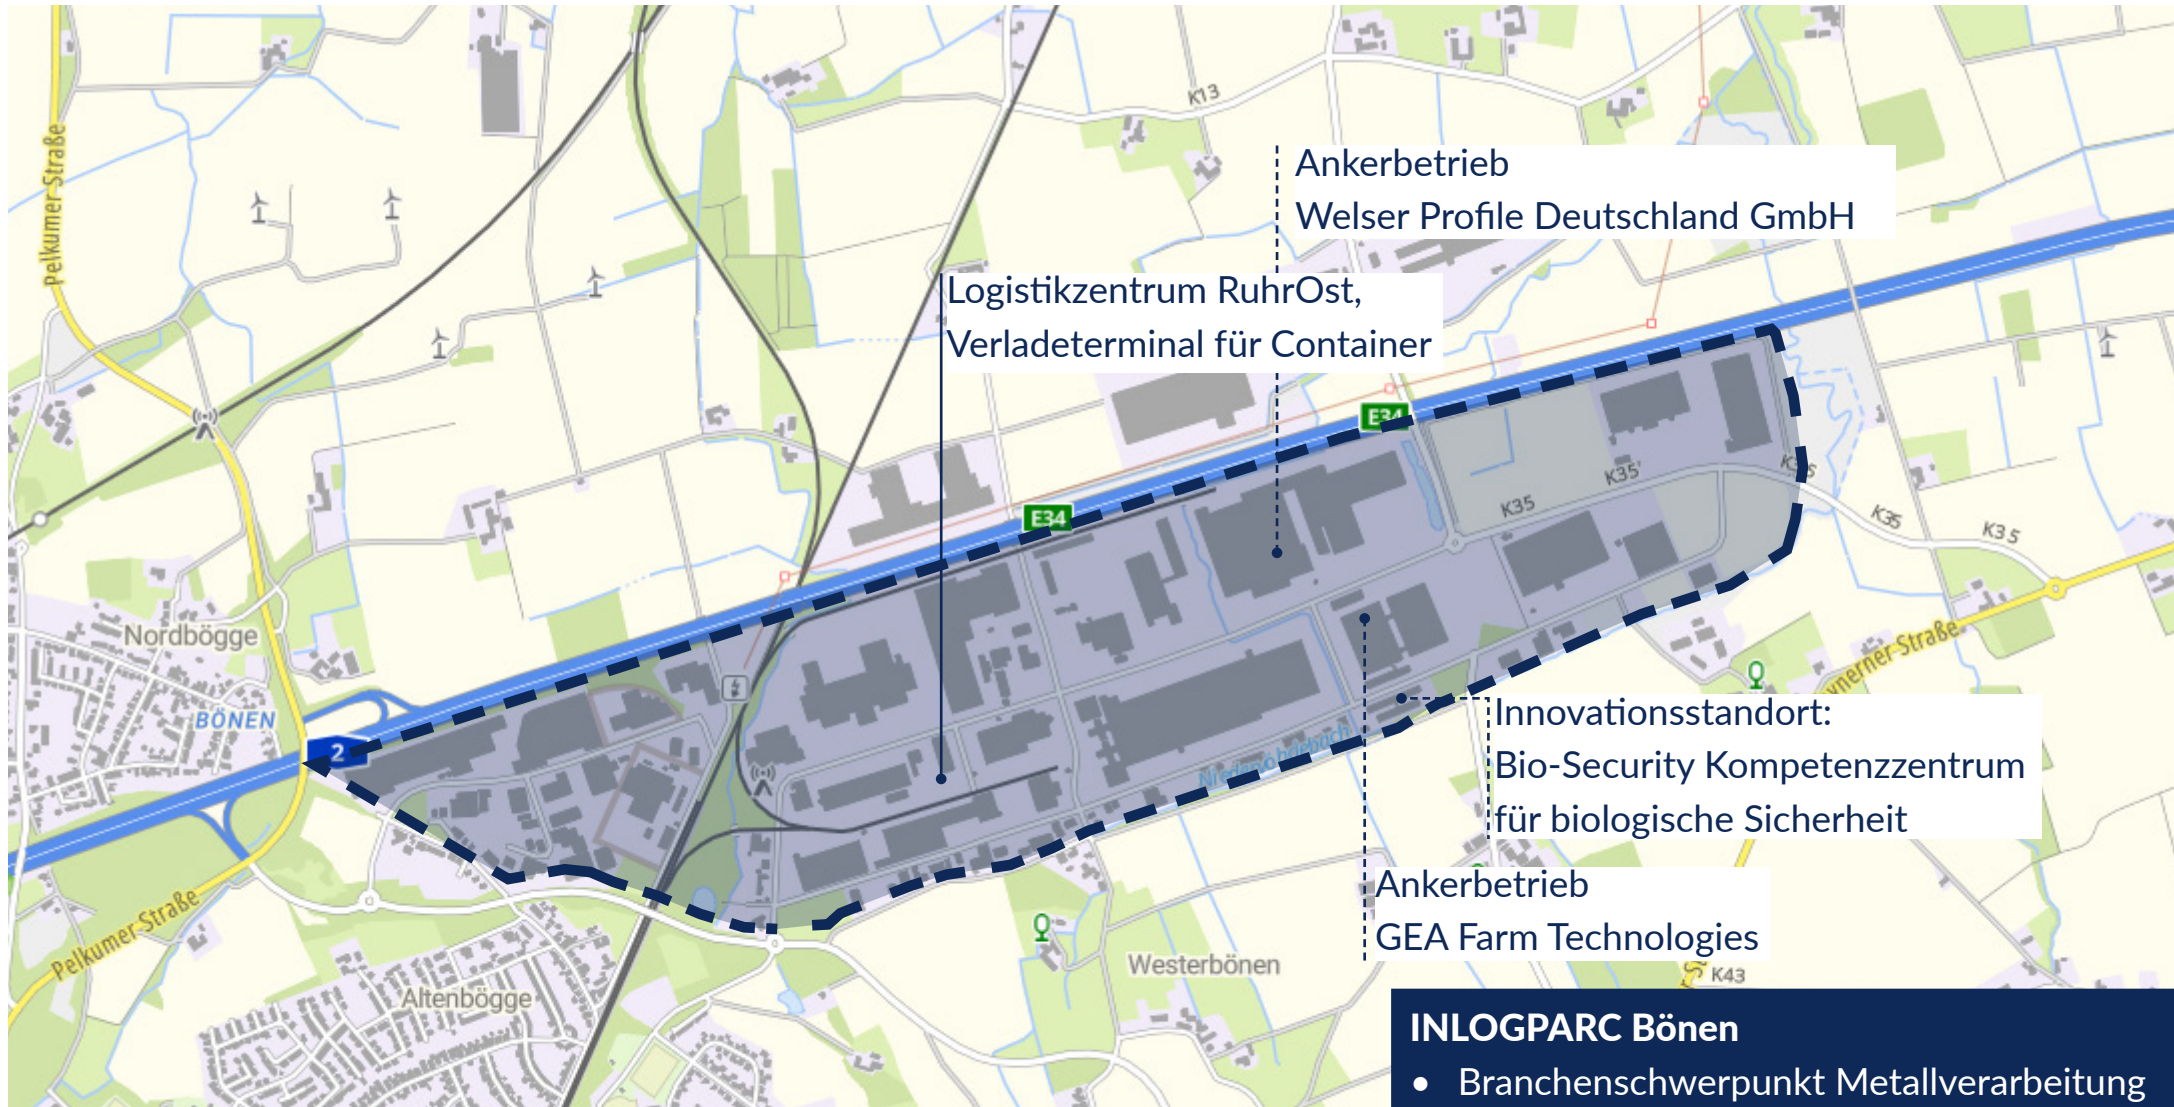 K13
Pelkumer Straße
Ankerbetrieb
Welser Profile Deutschland GmbH
Logistikzentrum RuhrOst,
Verladeterminal für Container
E34
E34
K35
K35
K35
K35
K35
Nordbögge
BÖNEN
2
Innovationsstandort:
Bio-Security Kompetenzzentrum
für biologische Sicherheit
Ankerbetrieb
GEA Farm Technologies
Pelkumer Straße
Altenbögge
Westerbönen
K43
INLOGPARC Bönen
• Branchenschwerpunkt Metallverarbeitung